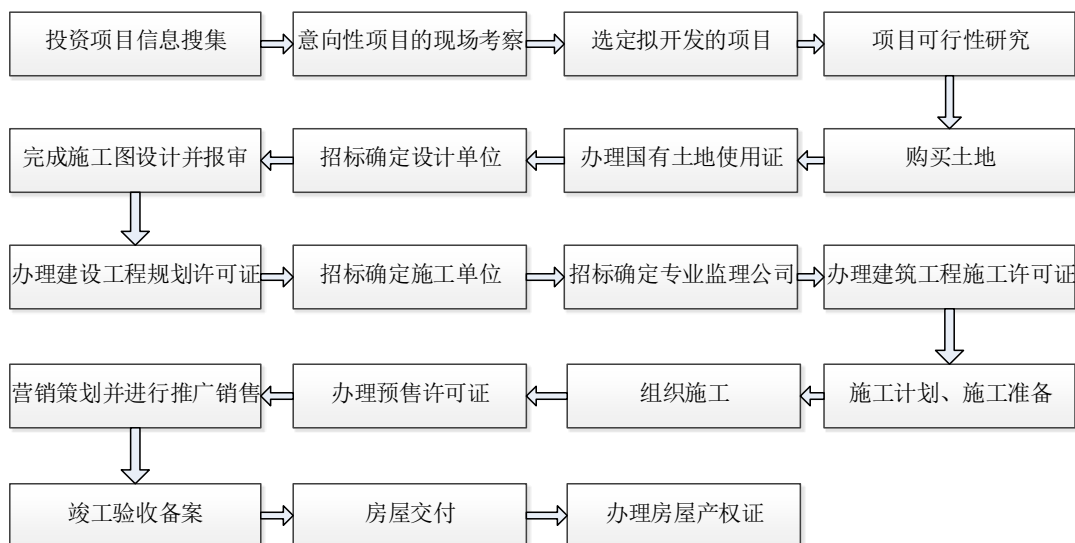 投资项目信息搜集
意向性项目的现场考察
选定拟开发的项目
项目可行性研究
完成施工图设计并报审
招标确定设计单位
办理国有土地使用证
购买土地
办理建设工程规划许可证
招标确定施工单位
招标确定专业监理公司
办理建筑工程施工许可证
营销策划并进行推广销售
办理预售许可证
组织施工
施工计划、施工准备
竣工验收备案
房屋交付
办理房屋产权证